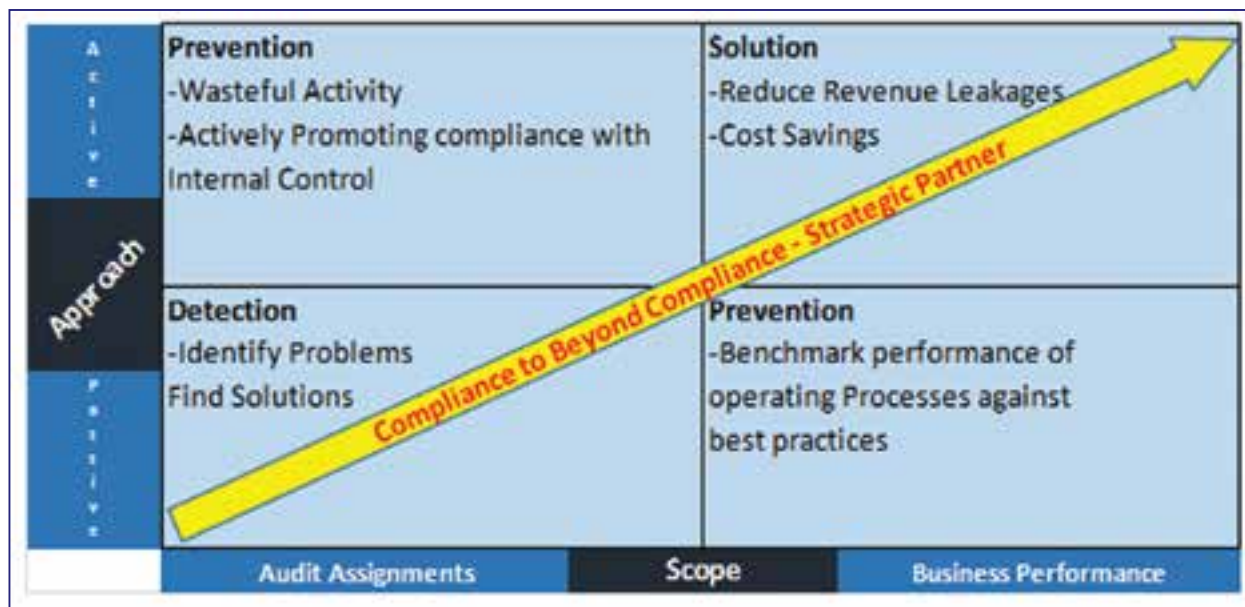 Active
Prevention
-Wasteful Activity
-Actively Promoting compliance with
Internal Control
Solution
-Reduce Revenue Leakages
-Cost Savings
Approach
Compliance to Beyond Compliance - Strategic Partner
Passive
Detection
-Identify Problems
Find Solutions
Prevention
-Benchmark performance of
operating Processes against
best practices
Audit Assignments
Scope
Business Performance